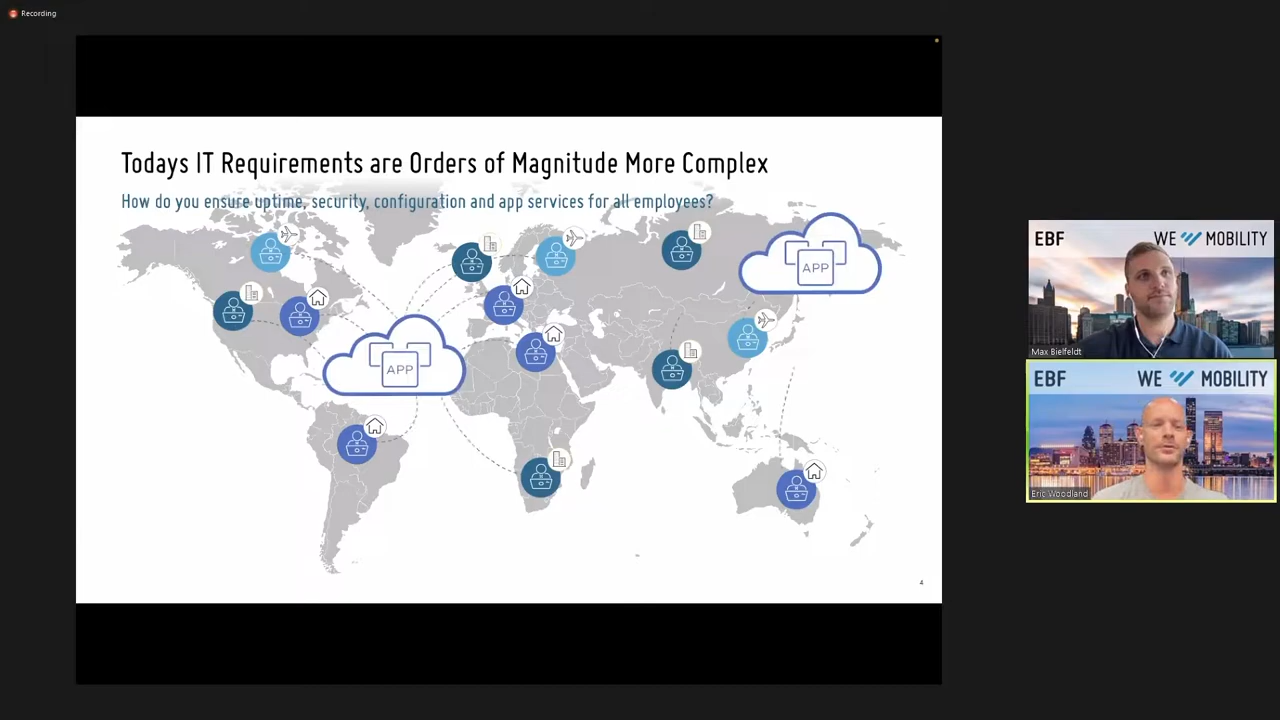 Recording
Todays IT Requirements are Orders of Magnitude More Complex
How do you ensure uptime, security, configuration and app services for all employees?
APP
APP
4
EBF
WE MOBILITY
Max Bielfeldt
EBF
WE MOBILITY
Eric Woodland